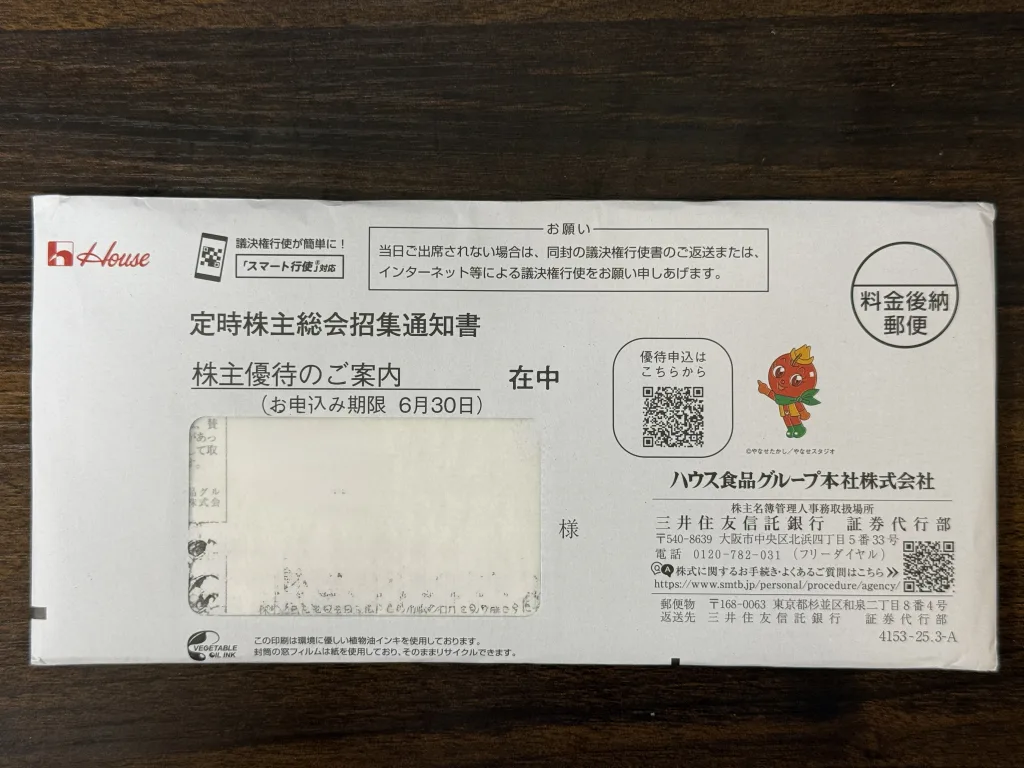 House
議決権行使が簡単に！
「スマート行使」®対応
お願い
当日ご出席されない場合は、同封の議決権行使書のご返送または、
インターネット等による議決権行使をお願い申しあげます。
料金後納
郵便
定時株主総会招集通知書
株主優待のご案内 在中
（お申込み期限 6月30日）
優待申込は
こちらから
©やなせたかし／やなせスタジオ
賛
あっ
て取
品グル
株式会
様
ハウス食品グループ本社株式会社
株主名簿管理人事務取扱場所
三井住友信託銀行 証券代行部
〒540-8639 大阪市中央区北浜四丁目5番33号
電話 0120-782-031（フリーダイヤル）
QA 株式に関するお手続き・よくあるご質問はこちら
https://www.smtb.jp/personal/procedure/agency/
郵便物 〒168-0063 東京都杉並区和泉二丁目8番4号
返送先 三井住友信託銀行 証券代行部
4153-25.3-A
VEGETABLE
OIL INK
この印刷は環境に優しい植物油インキを使用しております。
封筒の窓フィルムは紙を使用しており、そのままリサイクルできます。